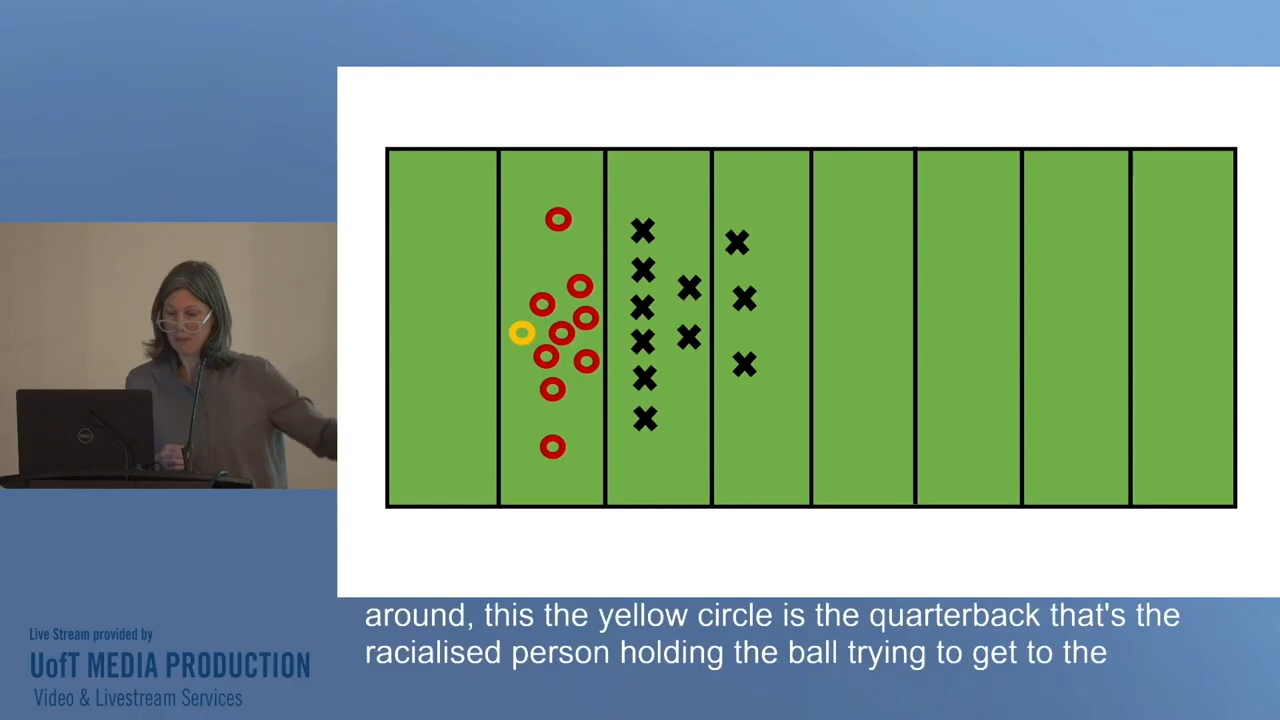 around, this the yellow circle is the quarterback that's the
racialised person holding the ball trying to get to the
Live Stream provided by
UofT MEDIA PRODUCTION
Video & Livestream Services
DELL